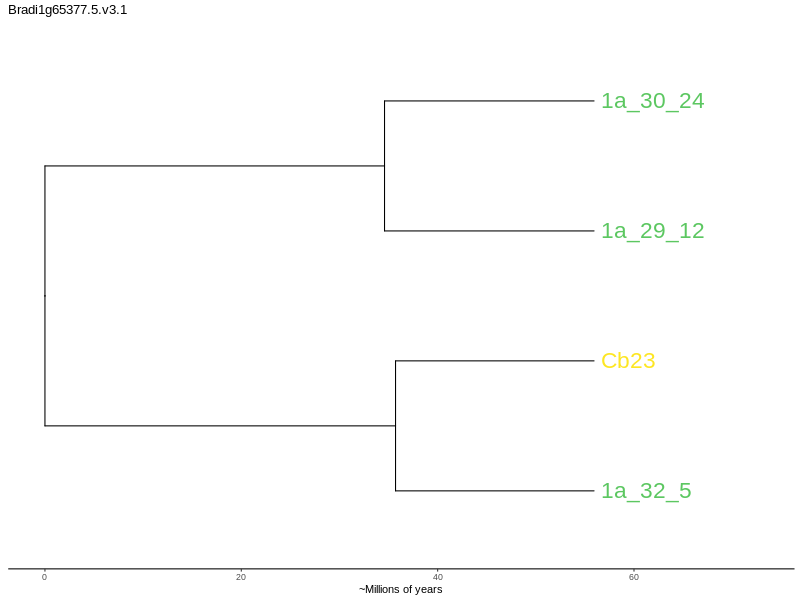 Bradi1g65377.5.v3.1
1a_30_24
1a_29_12
Cb23
1a_32_5
0 20 40 60
~Millions of years